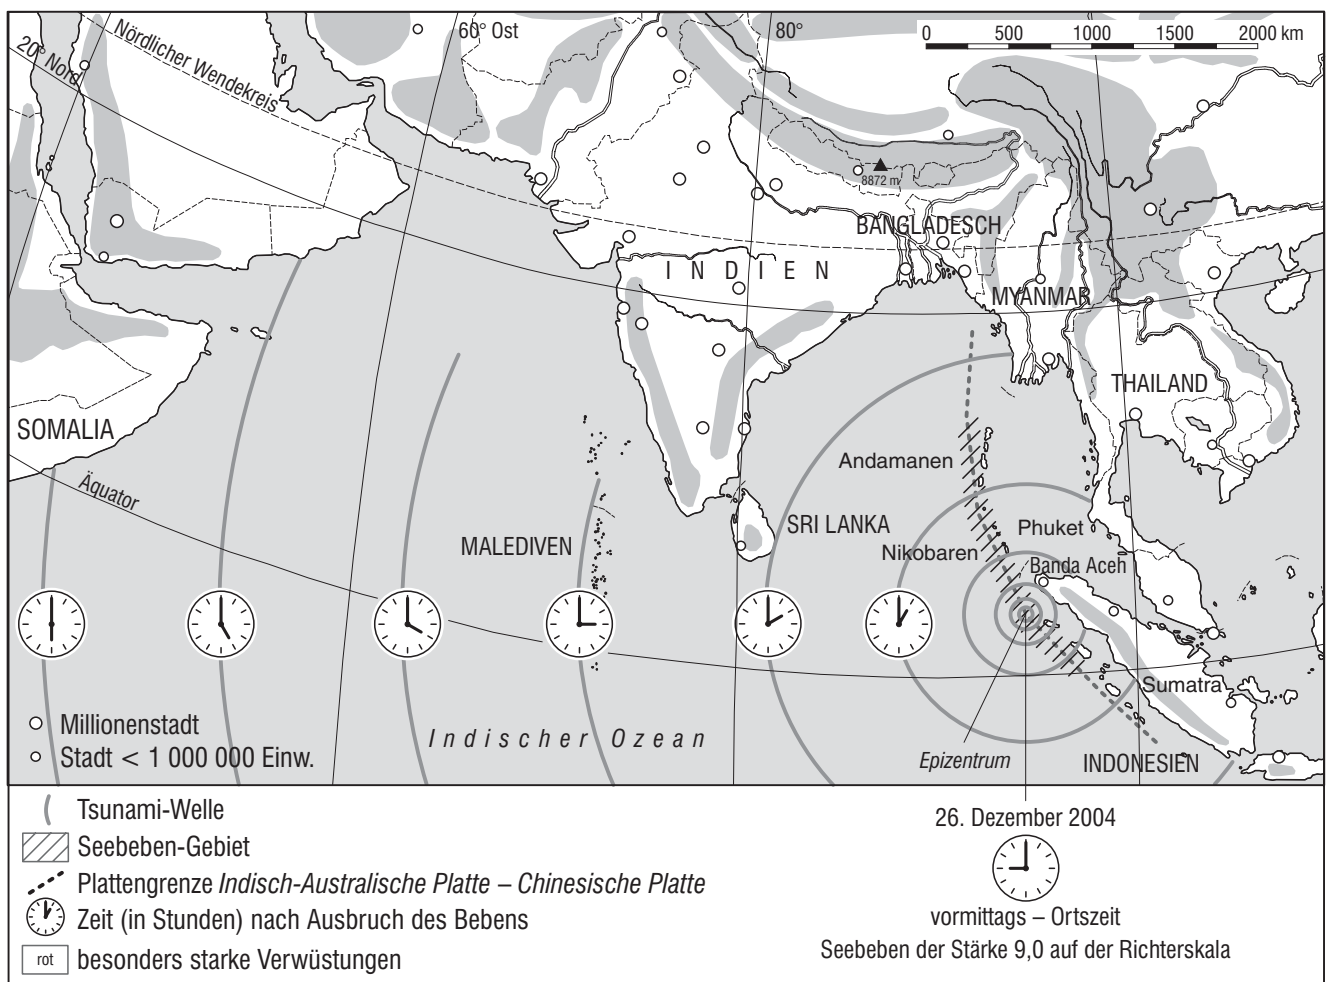 60° Ost
80°
0 500 1000 1500 2000 km
20° Nord
Nördlicher Wendekreis
8872 m
BANGLADESCH
INDIEN
MYANMAR
THAILAND
SOMALIA
Andamanen
Äquator
SRI LANKA
Phuket
MALEDIVEN
Nikobaren
Banda Aceh
Sumatra
Millionenstadt
Indischer Ozean
Stadt < 1 000 000 Einw.
Epizentrum
INDONESIEN
Tsunami-Welle
Seebeben-Gebiet
Plattengrenze Indisch-Australische Platte – Chinesische Platte
Zeit (in Stunden) nach Ausbruch des Bebens
rot besonders starke Verwüstungen
26. Dezember 2004
vormittags – Ortszeit
Seebeben der Stärke 9,0 auf der Richterskala